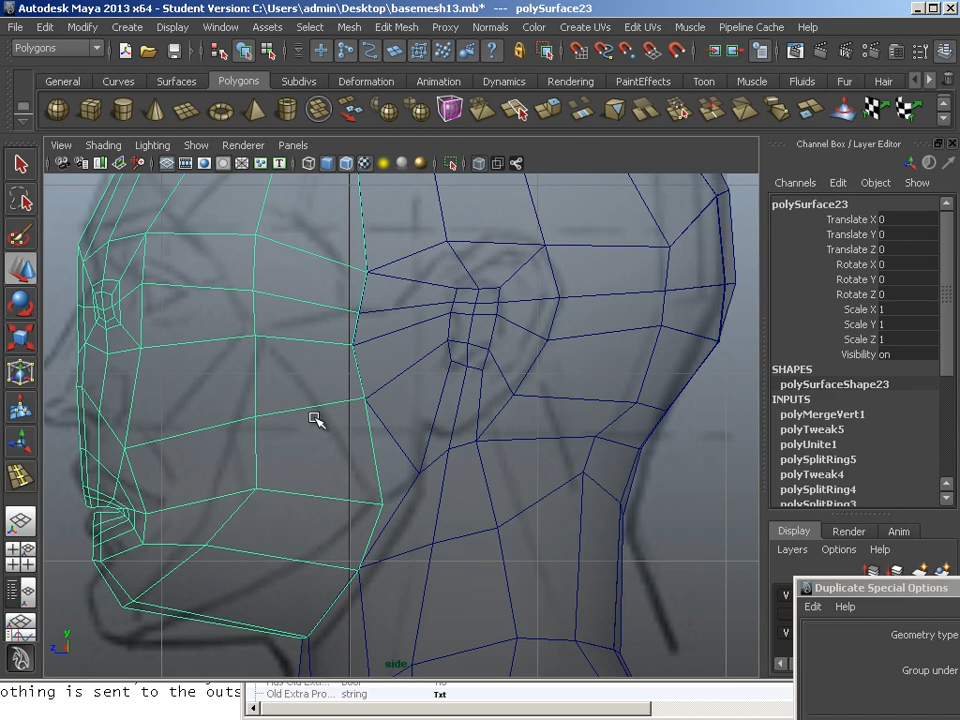 Autodesk Maya 2013 x64 - Student Version: C:\Users\admin\Desktop\basemesh13.mb* --- polySurface23
File Edit Modify Create Display Window Assets Select Mesh Edit Mesh Proxy Normals Color Create UVs Edit UVs Muscle Pipeline Cache Help
Polygons
General Curves Surfaces Polygons Subdivs Deformation Animation Dynamics Rendering PaintEffects Toon Muscle Fluids Fur Hair
View Shading Lighting Show Renderer Panels
Channel Box / Layer Editor
Channels Edit Object Show
polySurface23
Translate X 0
Translate Y 0
Translate Z 0
Rotate X 0
Rotate Y 0
Rotate Z 0
Scale X 1
Scale Y 1
Scale Z 1
Visibility on
SHAPES
polySurfaceShape23
INPUTS
polyMergeVert1
polyTweak5
polyUnite1
polySplitRing5
polyTweak4
polySplitRing4
Display Render Anim
Layers Options Help
V
V
Duplicate Special Options
Edit Help
Geometry type
Group under
y
z
side
othing is sent to the outs
Old Extra Pro... string Txt